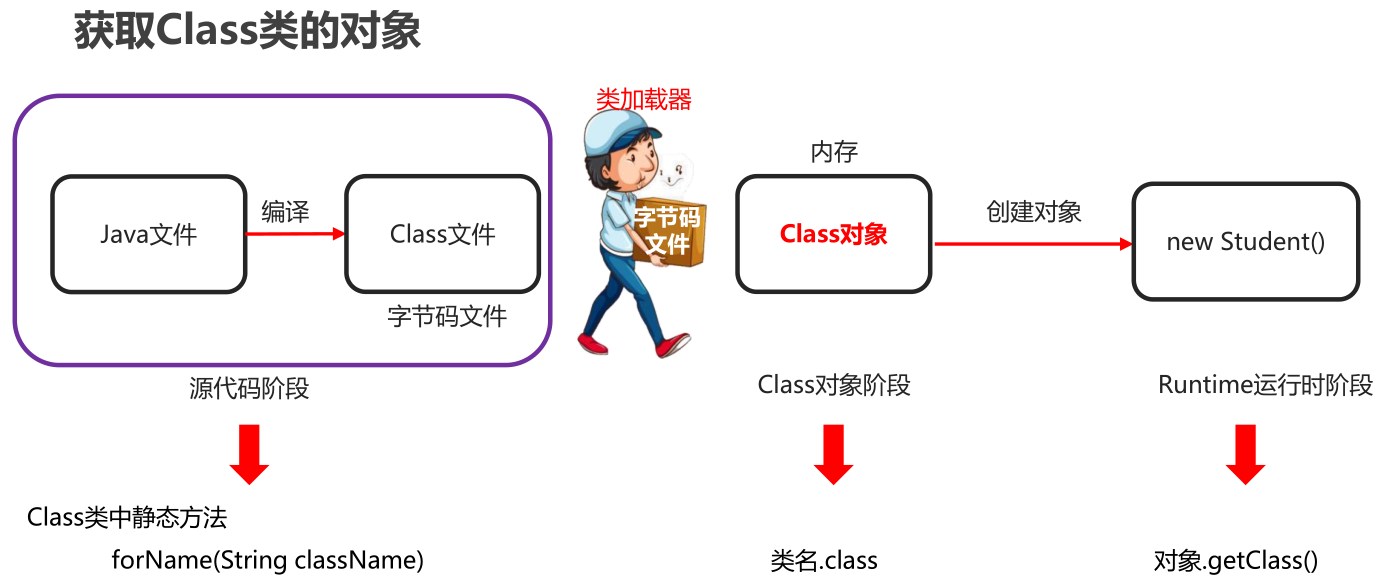 获取Class类的对象
类加载器
内存
Java文件
编译
Class文件
字节码
文件
Class对象
创建对象
new Student()
字节码文件
源代码阶段
Class对象阶段
Runtime运行时阶段
Class类中静态方法
forName(String className)
类名.class
对象.getClass()